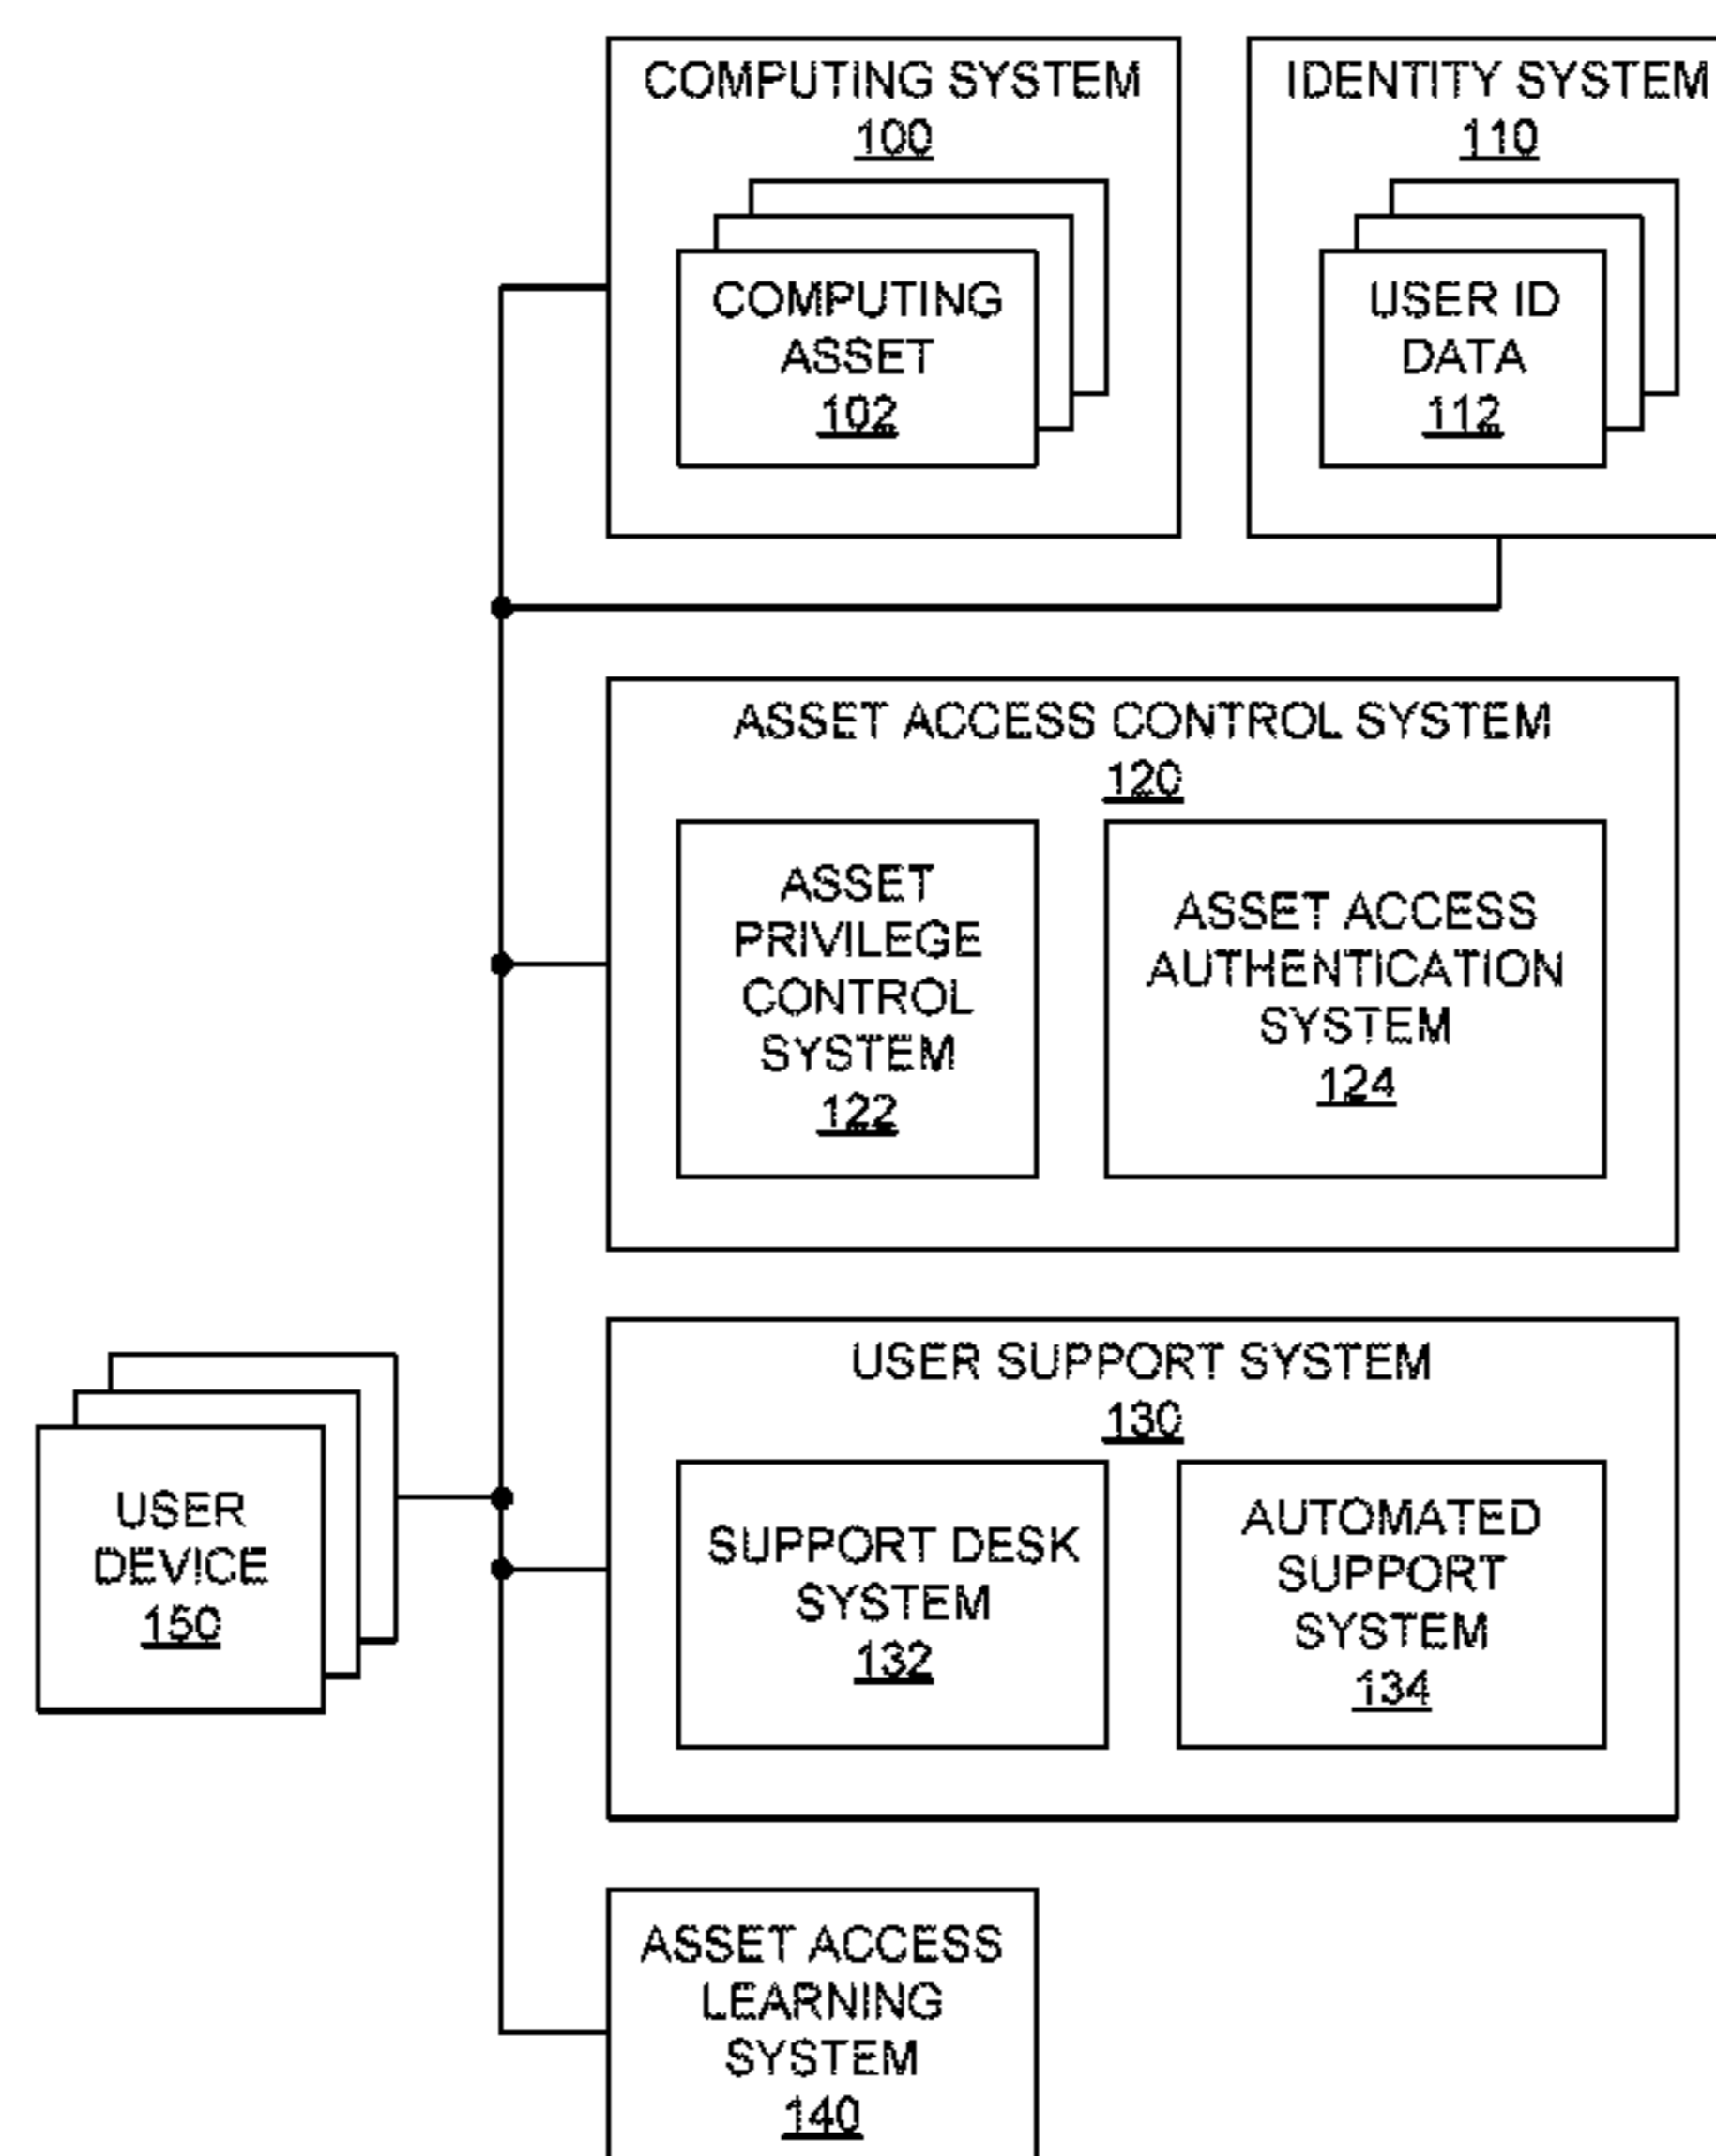 COMPUTING SYSTEM
100
COMPUTING
ASSET
102
IDENTITY SYSTEM
110
USER ID
DATA
112
ASSET ACCESS CONTROL SYSTEM
120
ASSET
PRIVILEGE
CONTROL
SYSTEM
122
ASSET ACCESS
AUTHENTICATION
SYSTEM
124
USER SUPPORT SYSTEM
130
SUPPORT DESK
SYSTEM
132
AUTOMATED
SUPPORT
SYSTEM
134
USER
DEVICE
150
ASSET ACCESS
LEARNING
SYSTEM
140